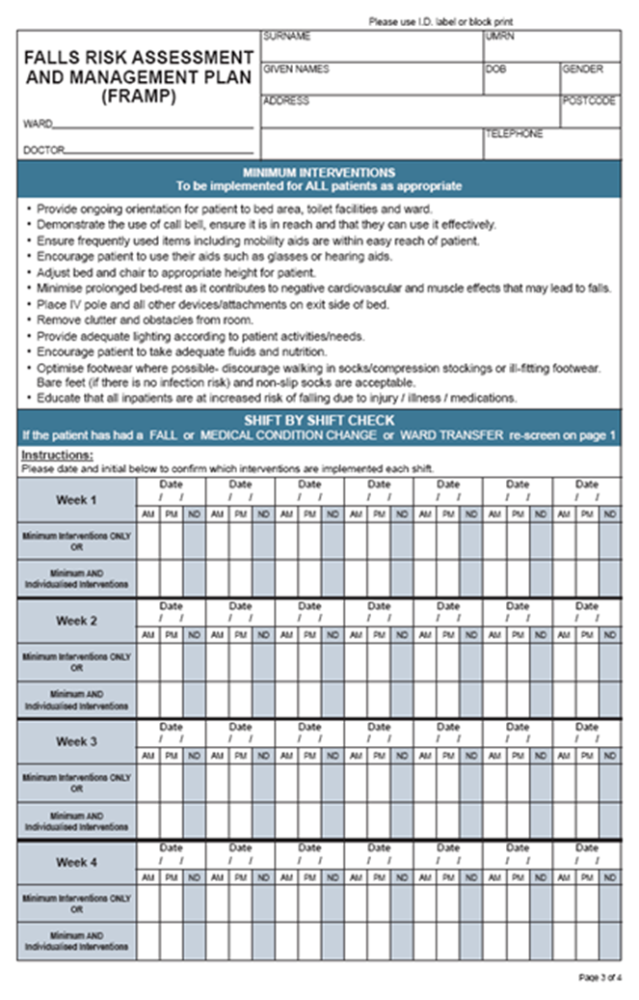 Please use I.D. label or block print
FALLS RISK ASSESSMENT
AND MANAGEMENT PLAN
(FRAMP)
WARD
DOCTOR
SURNAME
UMRN
GIVEN NAMES
DOB
GENDER
ADDRESS
POSTCODE
TELEPHONE
MINIMUM INTERVENTIONS
To be implemented for ALL patients as appropriate
• Provide ongoing orientation for patient to bed area, toilet facilities and ward.
• Demonstrate the use of call bell, ensure it is in reach and that they can use it effectively.
• Ensure frequently used items including mobility aids are within easy reach of patient.
• Encourage patient to use their aids such as glasses or hearing aids.
• Adjust bed and chair to appropriate height for patient.
• Minimise prolonged bed-rest as it contributes to negative cardiovascular and muscle effects that may lead to falls.
• Place IV pole and all other devices/attachments on exit side of bed.
• Remove clutter and obstacles from room.
• Provide adequate lighting according to patient activities/needs.
• Encourage patient to take adequate fluids and nutrition.
• Optimise footwear where possible- discourage walking in socks/compression stockings or ill-fitting footwear.
Bare feet (if there is no infection risk) and non-slip socks are acceptable.
• Educate that all inpatients are at increased risk of falling due to injury / illness / medications.
SHIFT BY SHIFT CHECK
If the patient has had a FALL or MEDICAL CONDITION CHANGE or WARD TRANSFER re-screen on page 1
Instructions:
Please date and initial below to confirm which interventions are implemented each shift.
Week 1
Date Date Date Date Date Date Date
/ / / / / / / / / / / / / /
AM PM ND AM PM ND AM PM ND AM PM ND AM PM ND AM PM ND AM PM ND
Minimum Interventions ONLY
OR
Minimum AND
Individualised Interventions
Week 2
Date Date Date Date Date Date Date
/ / / / / / / / / / / / / /
AM PM ND AM PM ND AM PM ND AM PM ND AM PM ND AM PM ND AM PM ND
Minimum Interventions ONLY
OR
Minimum AND
Individualised Interventions
Week 3
Date Date Date Date Date Date Date
/ / / / / / / / / / / / / /
AM PM ND AM PM ND AM PM ND AM PM ND AM PM ND AM PM ND AM PM ND
Minimum Interventions ONLY
OR
Minimum AND
Individualised Interventions
Week 4
Date Date Date Date Date Date Date
/ / / / / / / / / / / / / /
AM PM ND AM PM ND AM PM ND AM PM ND AM PM ND AM PM ND AM PM ND
Minimum Interventions ONLY
OR
Minimum AND
Individualised Interventions
Page 3 of 4